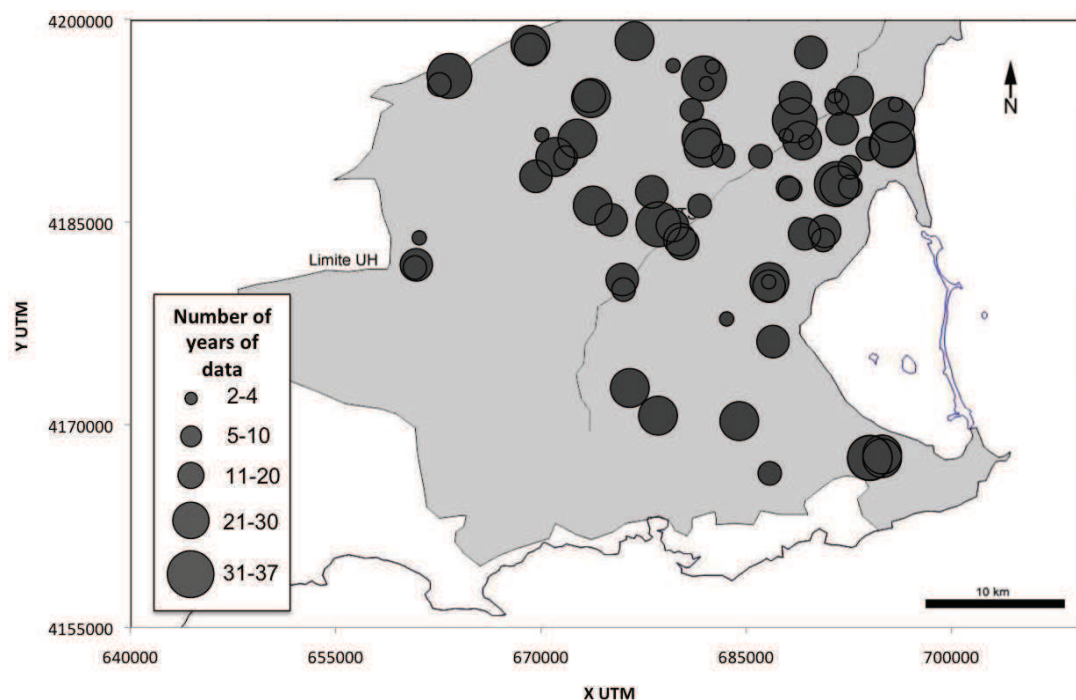 4200000
4185000
4170000
4155000
Y UTM
N
Limite UH
Number of
years of
data
2-4
5-10
11-20
21-30
31-37
10 km
640000
655000
670000
685000
700000
X UTM